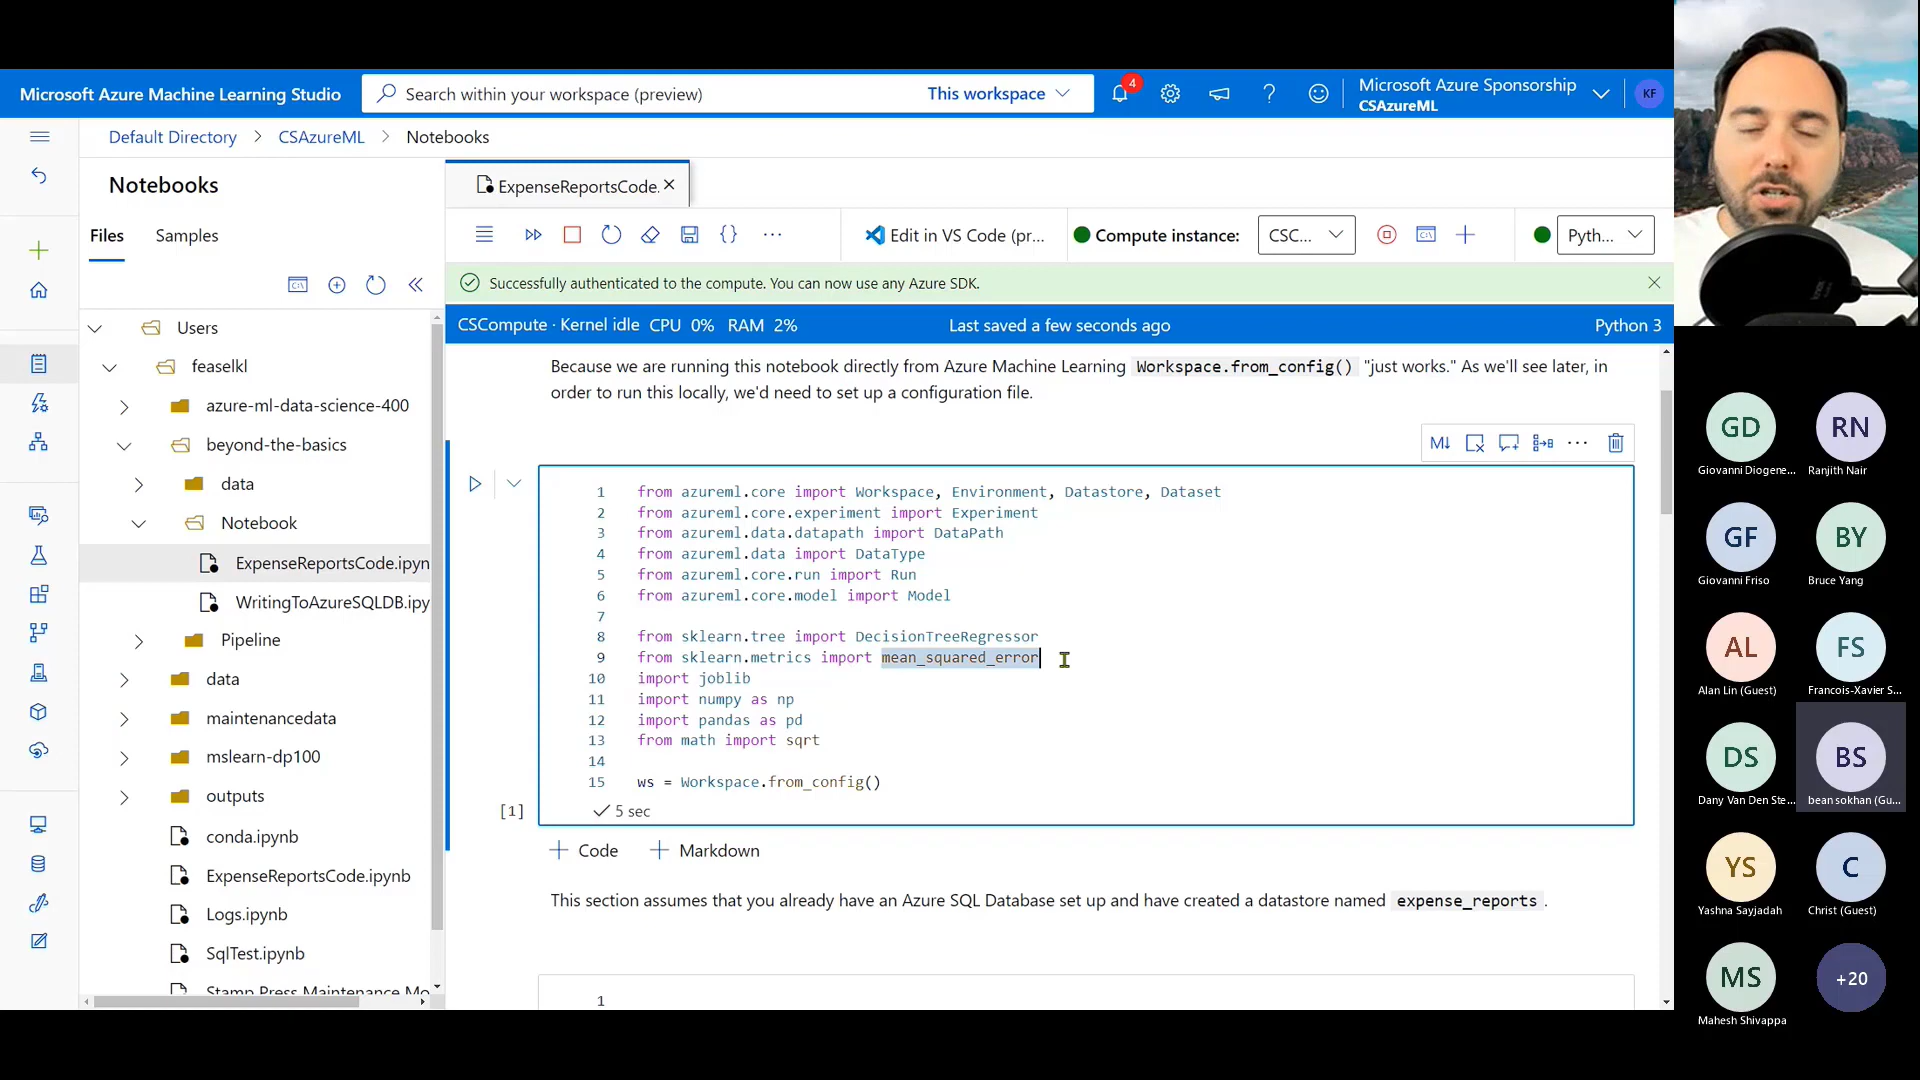 Microsoft Azure Machine Learning Studio
Search within your workspace (preview)
This workspace
4
Microsoft Azure Sponsorship
CSAzureML
KF
Default Directory > CSAzureML > Notebooks
Notebooks
Files
Samples
Users
feaselkl
azure-ml-data-science-400
beyond-the-basics
data
Notebook
ExpenseReportsCode.ipyn
WritingToAzureSQLDB.ipy
Pipeline
data
maintenancedata
mslearn-dp100
outputs
conda.ipynb
ExpenseReportsCode.ipynb
Logs.ipynb
SqlTest.ipynb
Stamp Press Maintenance Mo
ExpenseReportsCode.
Edit in VS Code (pr...
Compute instance:
CSC...
Pyth...
Successfully authenticated to the compute. You can now use any Azure SDK.
CSCompute · Kernel idle CPU 0% RAM 2%
Last saved a few seconds ago
Python 3
Because we are running this notebook directly from Azure Machine Learning Workspace.from_config() "just works." As we'll see later, in
order to run this locally, we'd need to set up a configuration file.
M↓
1 from azureml.core import Workspace, Environment, Datastore, Dataset
2 from azureml.core.experiment import Experiment
3 from azureml.data.datapath import DataPath
4 from azureml.data import DataType
5 from azureml.core.run import Run
6 from azureml.core.model import Model
7
8 from sklearn.tree import DecisionTreeRegressor
9 from sklearn.metrics import mean_squared_error
10 import joblib
11 import numpy as np
12 import pandas as pd
13 from math import sqrt
14
15 ws = Workspace.from_config()
[1]
5 sec
Code
Markdown
This section assumes that you already have an Azure SQL Database set up and have created a datastore named expense_reports .
1
GD
Giovanni Diogene...
RN
Ranjith Nair
GF
Giovanni Friso
BY
Bruce Yang
AL
Alan Lin (Guest)
FS
Francois-Xavier S...
DS
Dany Van Den Ste...
BS
bean sokhan (Gu...
YS
Yashna Sayjadah
C
Christ (Guest)
MS
Mahesh Shivappa
+20